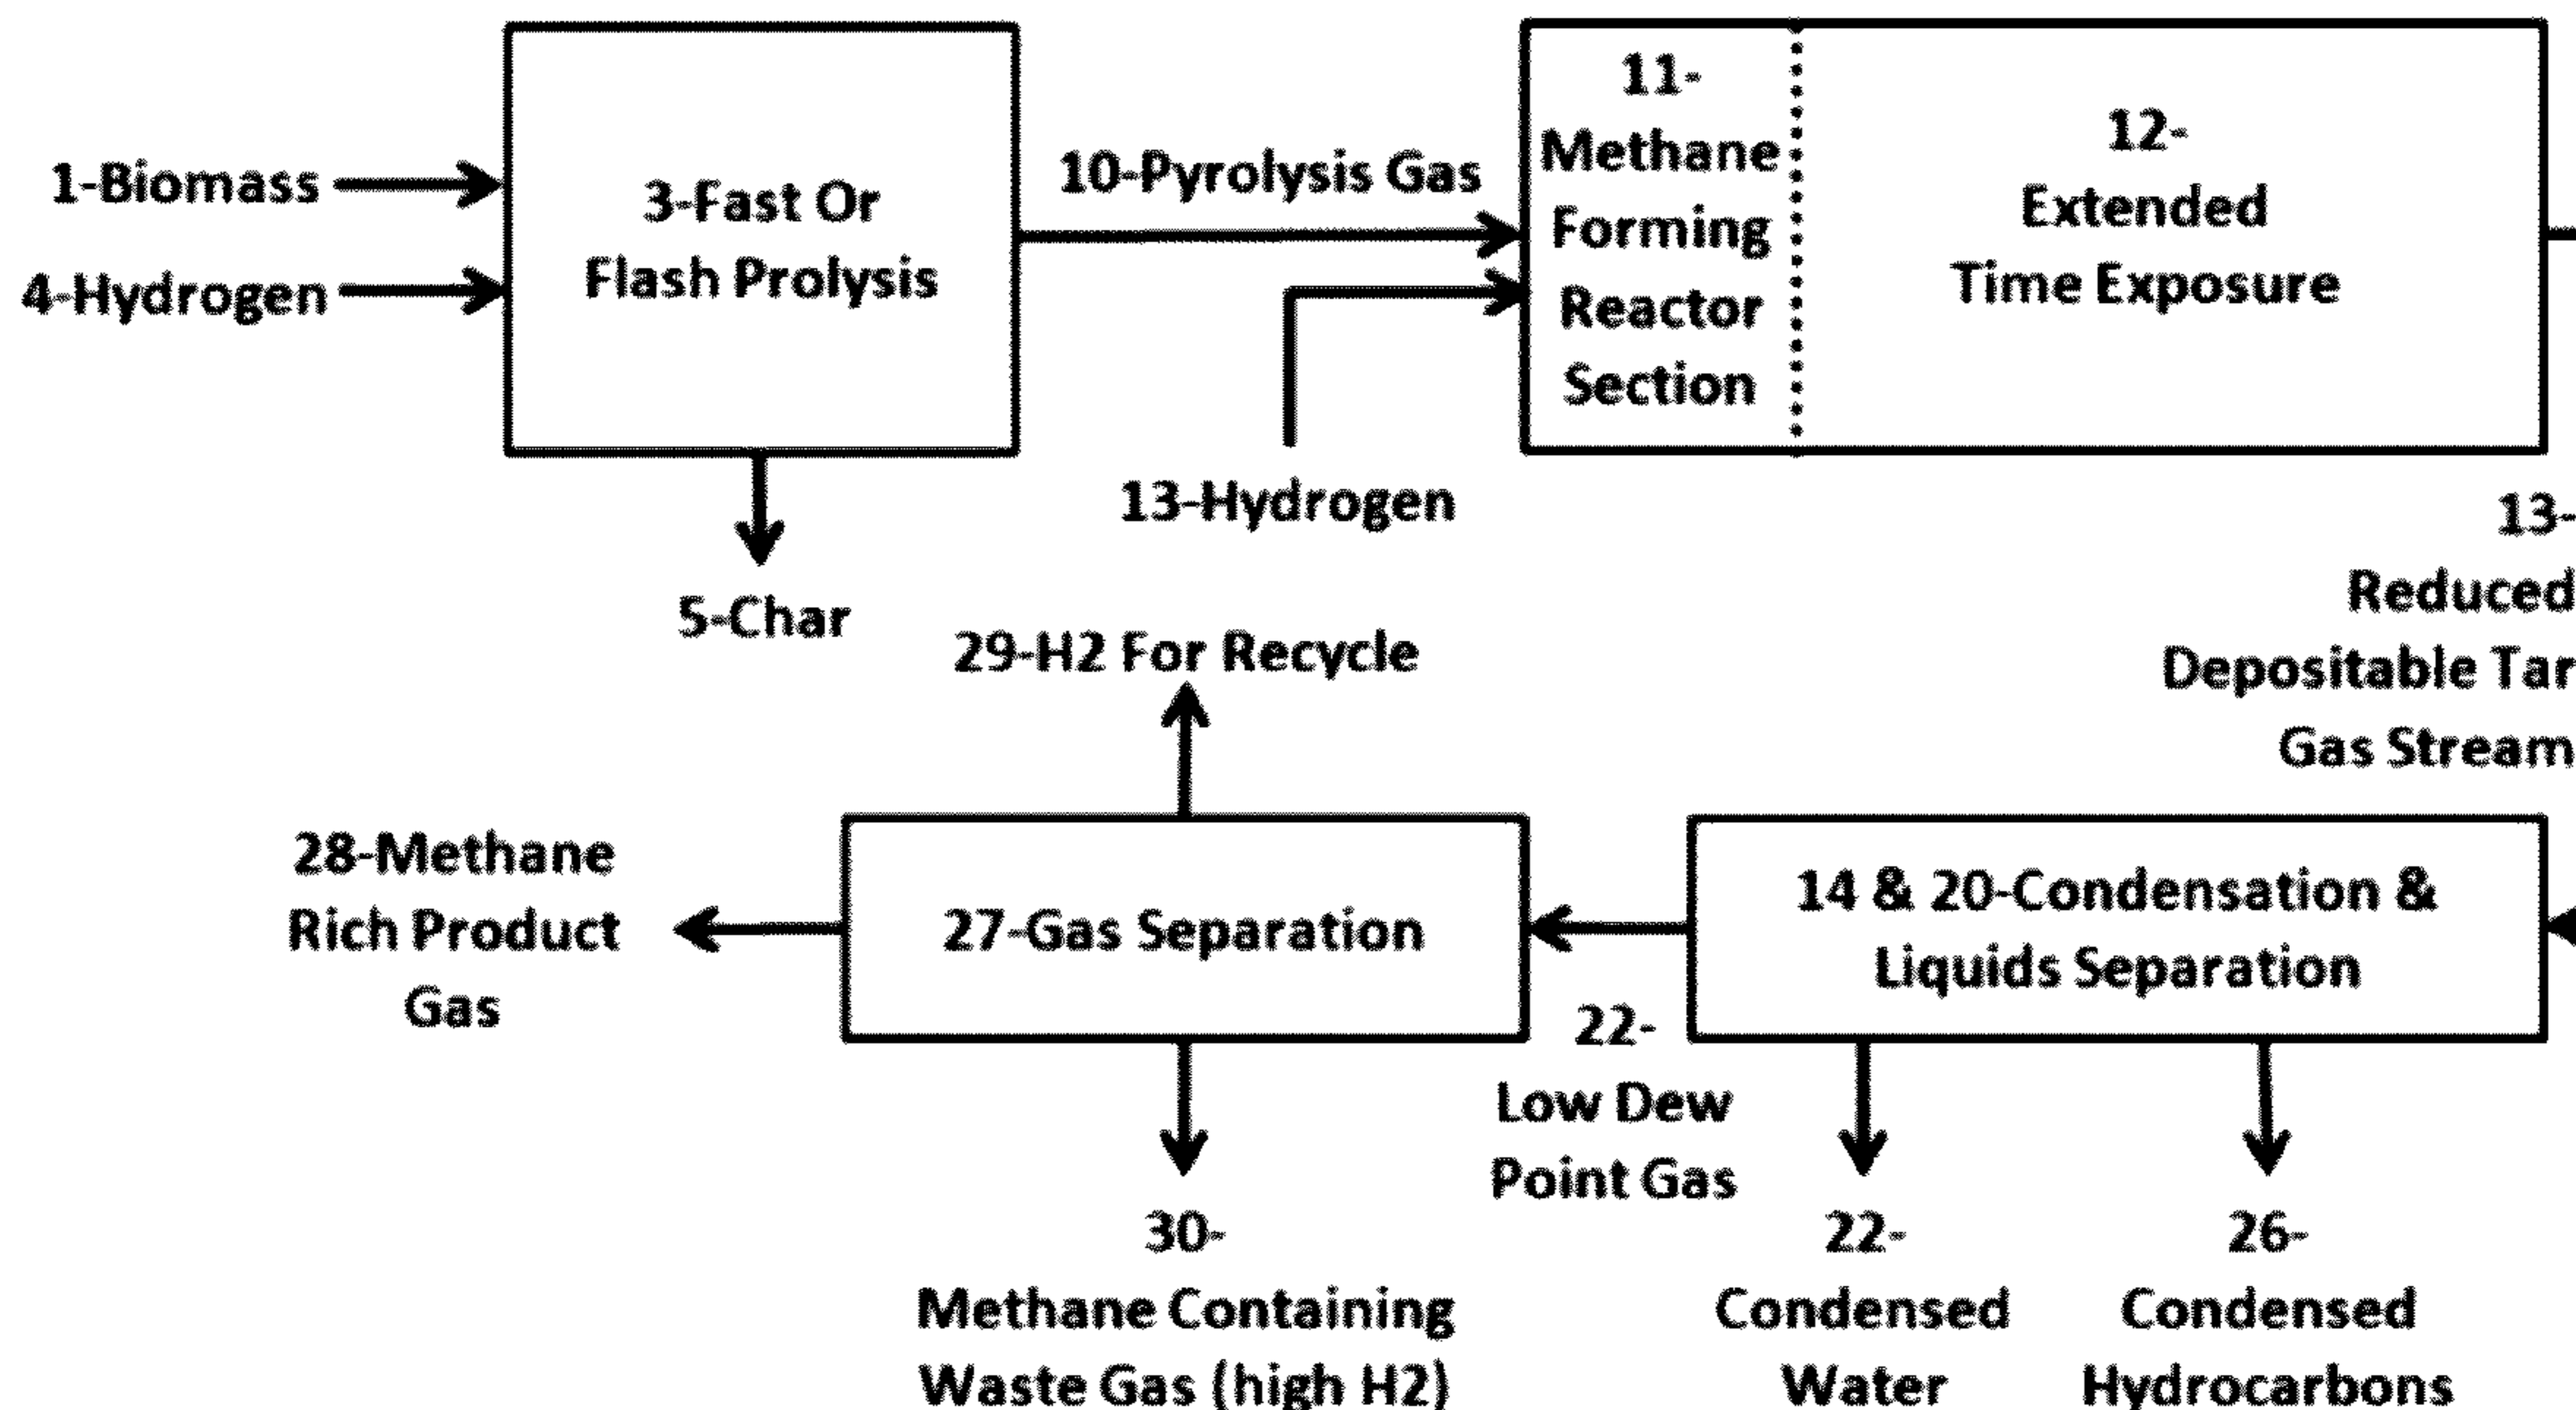 1-Biomass
4-Hydrogen
3-Fast Or
Flash Prolysis
5-Char
10-Pyrolysis Gas
13-Hydrogen
11-
Methane
Forming
Reactor
Section
12-
Extended
Time Exposure
13-
Reduced
Depositable Tar
Gas Stream
14 & 20-Condensation &
Liquids Separation
22-
Condensed
Water
26-
Condensed
Hydrocarbons
22-
Low Dew
Point Gas
27-Gas Separation
29-H2 For Recycle
28-Methane
Rich Product
Gas
30-
Methane Containing
Waste Gas (high H2)